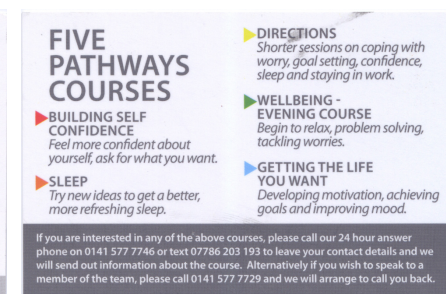 FIVE
PATHWAYS
COURSES
BUILDING SELF
CONFIDENCE
Feel more confident about
yourself, ask for what you want.
SLEEP
Try new ideas to get a better,
more refreshing sleep.
DIRECTIONS
Shorter sessions on coping with
worry, goal setting, confidence,
sleep and staying in work.
WELLBEING -
EVENING COURSE
Begin to relax, problem solving,
tackling worries.
GETTING THE LIFE
YOU WANT
Developing motivation, achieving
goals and improving mood.
If you are interested in any of the above courses, please call our 24 hour answer
phone on 0141 577 7746 or text 07786 203 193 to leave your contact details and we
will send out information about the course. Alternatively if you wish to speak to a
member of the team, please call 0141 577 7729 and we will arrange to call you back.